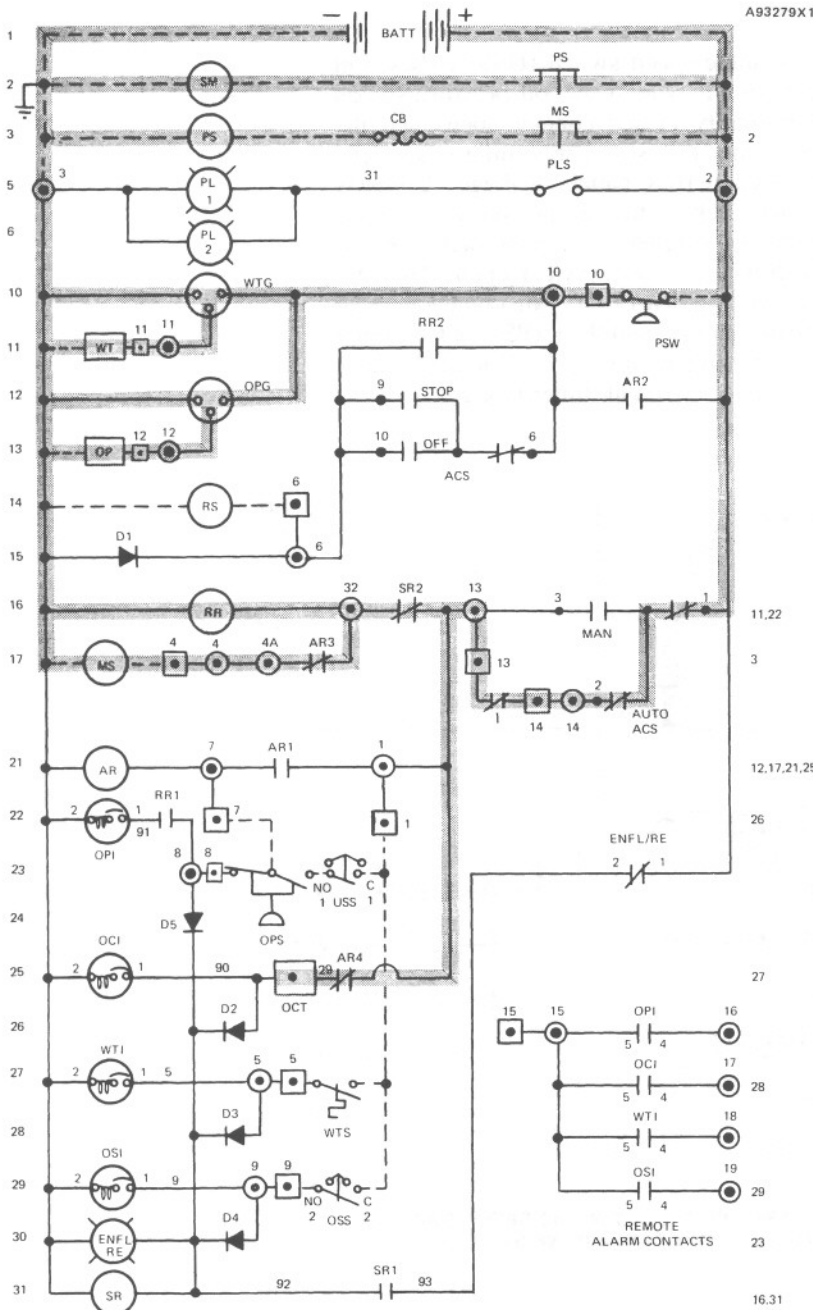 A93279X1
1 − BATT +
PS
2 SM
CB MS
3 PS 2
PLS
5 3 PL 1 31 2
6 PL 2
10 WTG 10 10
PSW
11 WT 11 11 RR2
12 OPG 9 STOP AR2
13 OP 12 12 10 OFF 6
ACS
14 RS 6
15 D1 6
16 RR 32 SR2 13 3 MAN 1 11,22
17 MS 4 4 4A AR3 13 3
1 14 14 2 AUTO
ACS
21 AR 7 AR1 1 12,17,21,25
22 2 1 RR1 7 1 26
91
OPI
ENFL/RE
2 1
23 8 8 NO C
1 USS 1
24 D5 OPS
OCI
25 2 1 90 29 AR4 27
OCT
26 D2 15 15 OPI 16
5 4
WTI
27 2 1 5 5 5 OCI 17 28
5 4
28 D3 WTS WTI 18
5 4
OSI
29 2 1 9 9 9 NO C OSI 19 29
2 OSS 2 5 4
30 ENFL RE D4 REMOTE 23
ALARM CONTACTS
31 SR 92 SR1 93 16,31